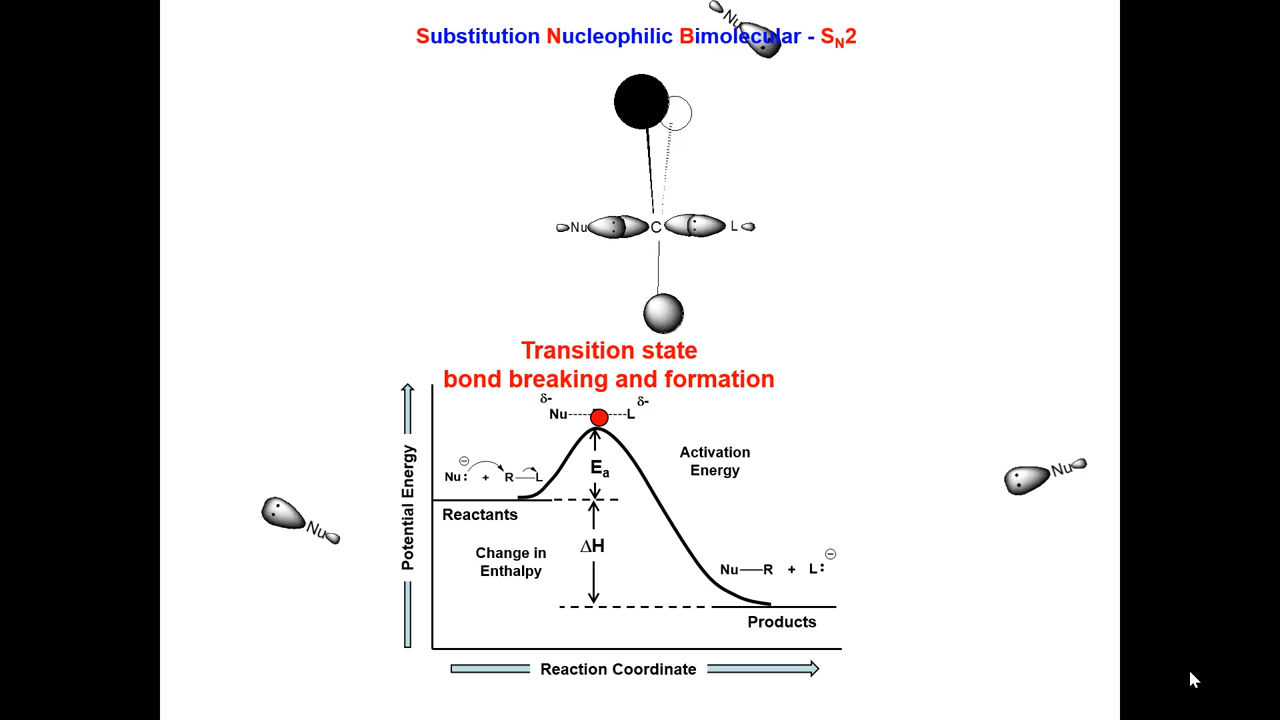 Nu
Substitution Nucleophilic Bimolecular - SN2
Nu C L
Transition state
bond breaking and formation
δ- δ-
Nu L
Activation
Energy
Ea
Nu: + R L
Reactants
Nu
Nu
Potential Energy
Change in
Enthalpy
ΔH
Nu R + L:
Products
Reaction Coordinate